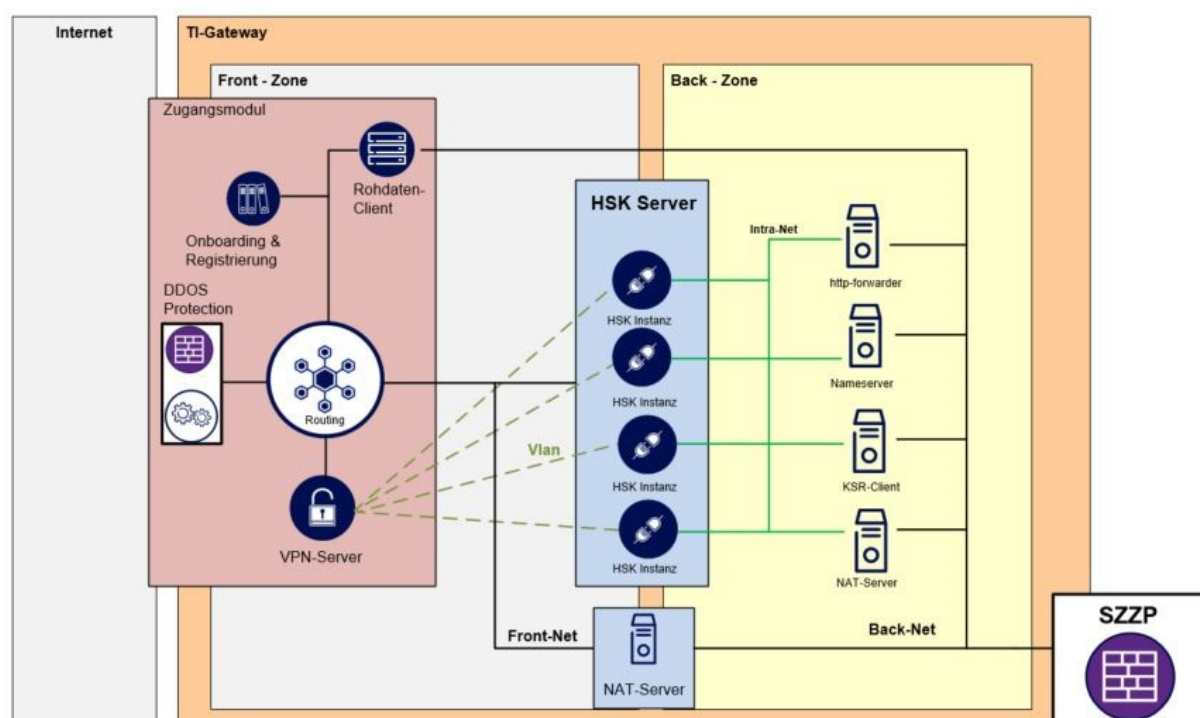 Internet
TI-Gateway
Front - Zone
Back - Zone
Zugangsmodul
Rohdaten-
Client
Onboarding &
Registrierung
DDOS
Protection
Routing
VPN-Server
Vlan
HSK Server
HSK Instanz
HSK Instanz
HSK Instanz
HSK Instanz
Intra-Net
http-forwarder
Nameserver
KSR-Client
NAT-Server
Front-Net
NAT-Server
Back-Net
SZZP